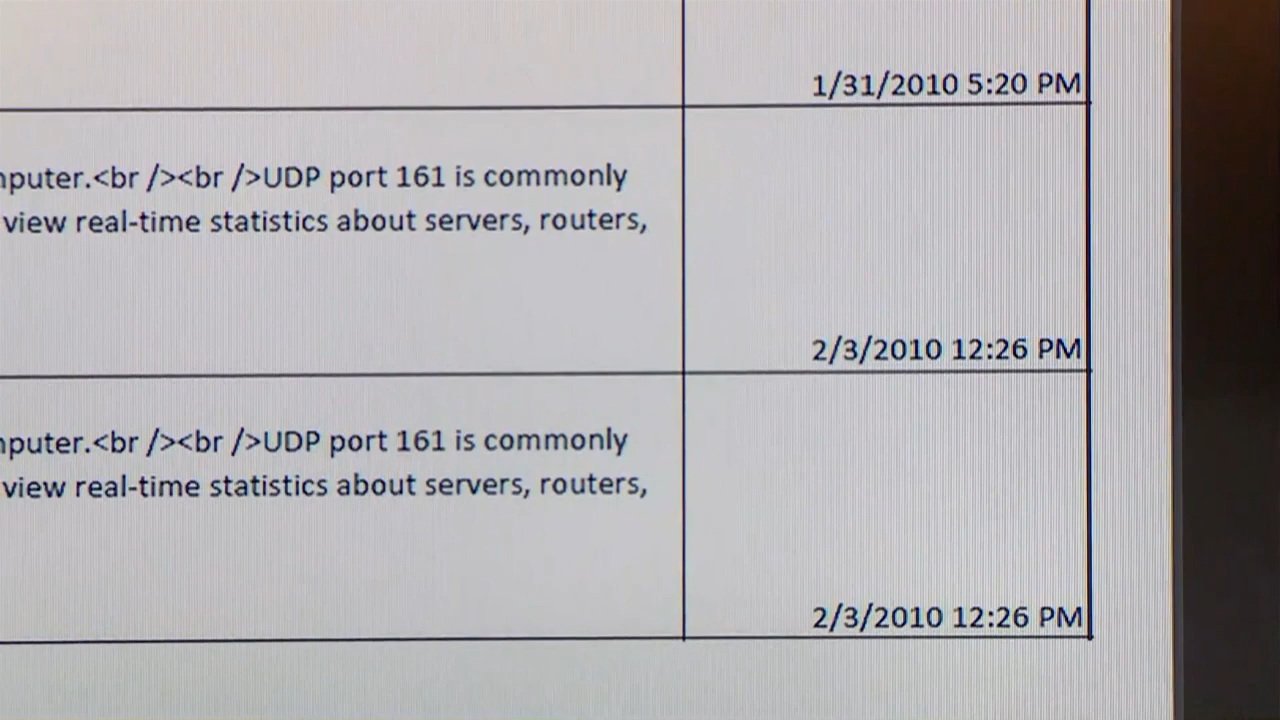 1/31/2010 5:20 PM
puter.<br /><br />UDP port 161 is commonly
view real-time statistics about servers, routers,
2/3/2010 12:26 PM
puter.<br /><br />UDP port 161 is commonly
view real-time statistics about servers, routers,
2/3/2010 12:26 PM